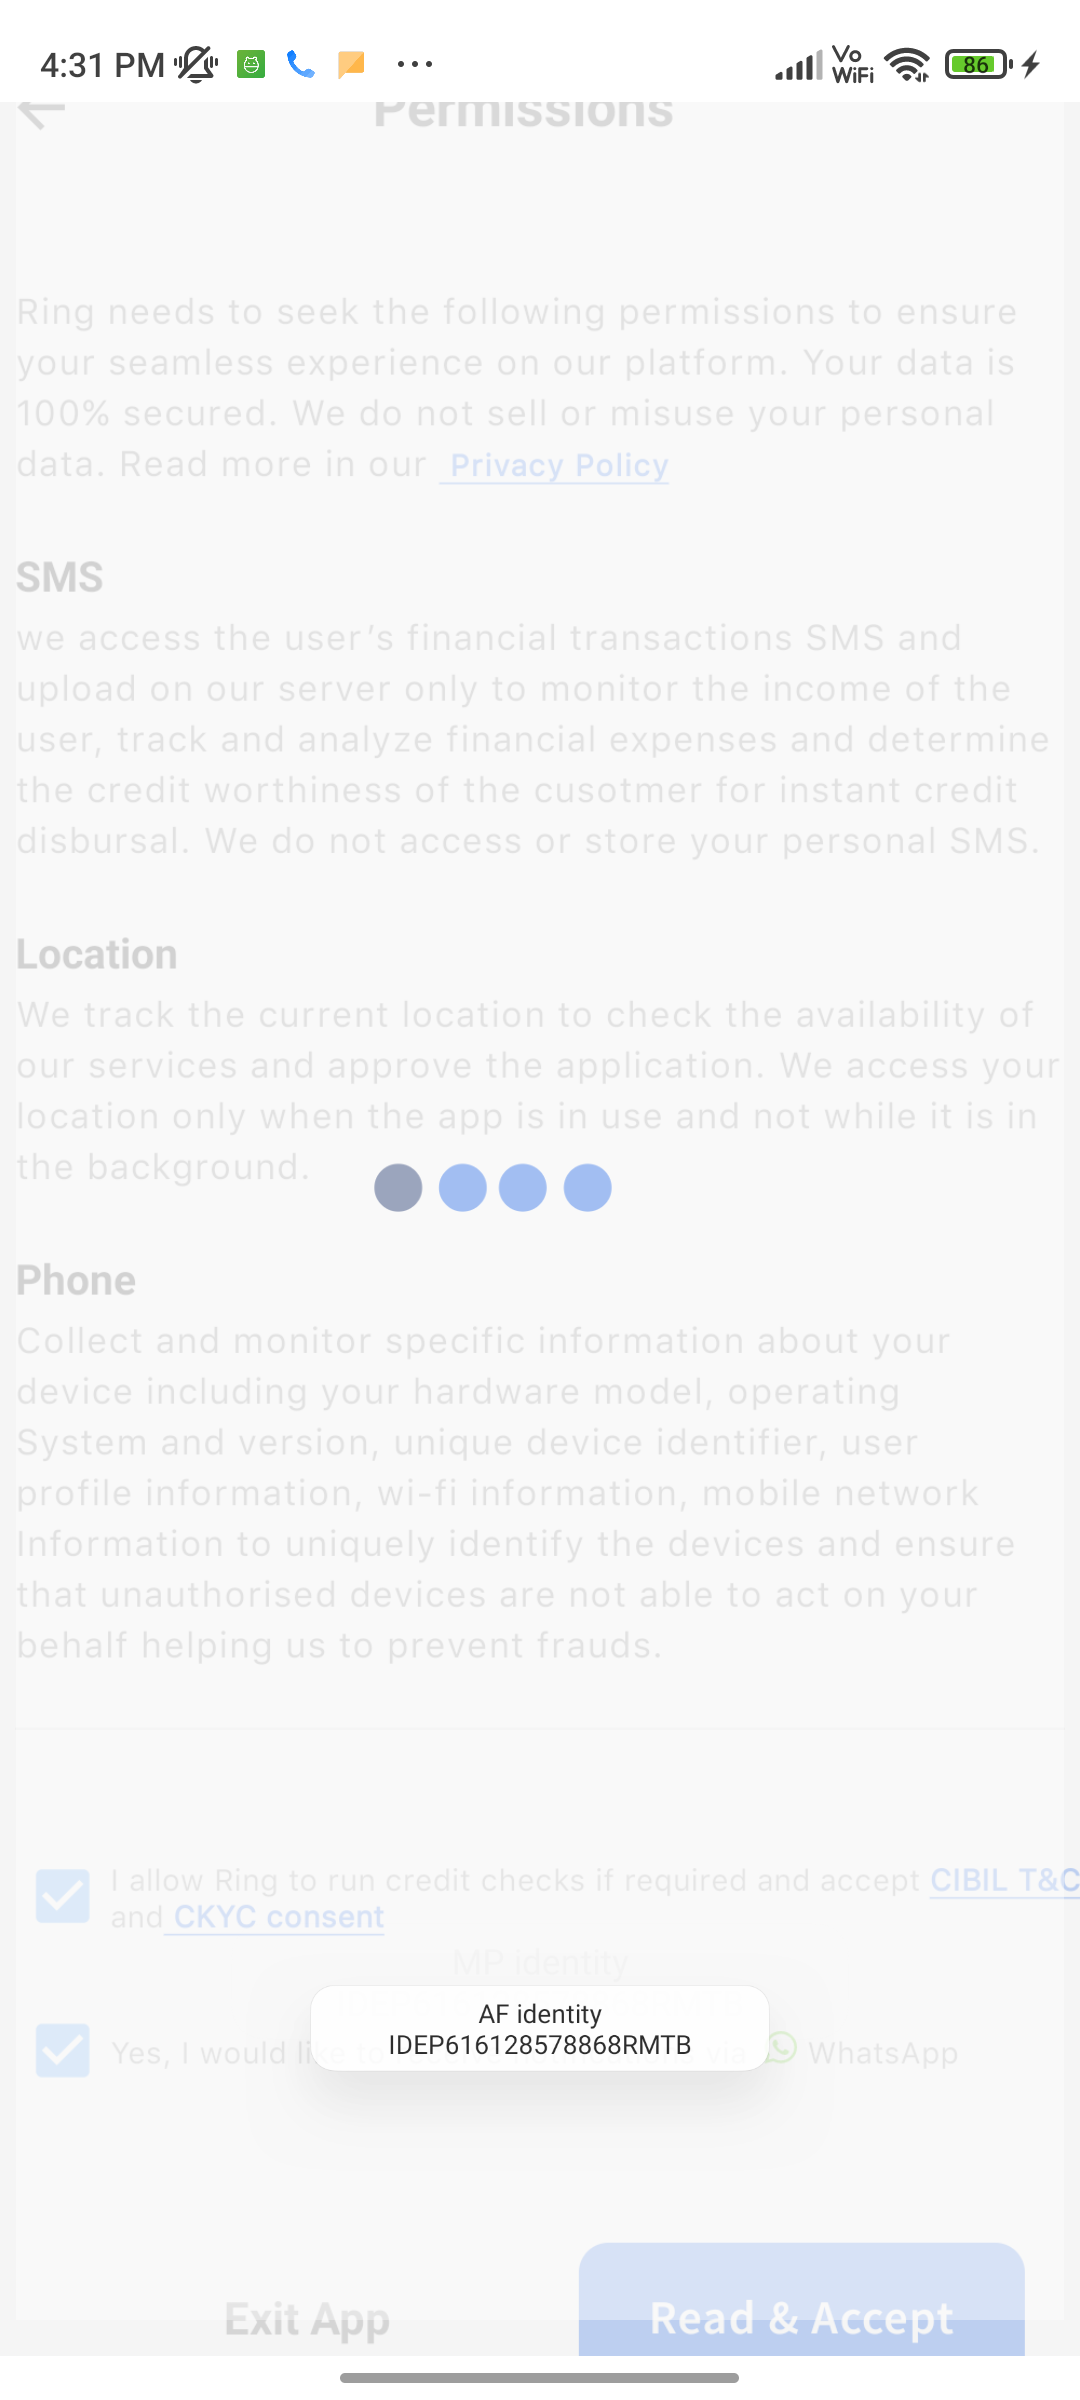 4:31 PM
Vo
WiFi
86
Permissions
Ring needs to seek the following permissions to ensure
your seamless experience on our platform. Your data is
100% secured. We do not sell or misuse your personal
data. Read more in our Privacy Policy
SMS
we access the user's financial transactions SMS and
upload on our server only to monitor the income of the
user, track and analyze financial expenses and determine
the credit worthiness of the cusotmer for instant credit
disbursal. We do not access or store your personal SMS.
Location
We track the current location to check the availability of
our services and approve the application. We access your
location only when the app is in use and not while it is in
the background.
Phone
Collect and monitor specific information about your
device including your hardware model, operating
System and version, unique device identifier, user
profile information, wi-fi information, mobile network
Information to uniquely identify the devices and ensure
that unauthorised devices are not able to act on your
behalf helping us to prevent frauds.
I allow Ring to run credit checks if required and accept CIBIL T&C
and CKYC consent
MP identity
AF identity
IDEP616128578868RMTB
Yes, I would like to receive notifications via WhatsApp
Exit App
Read & Accept